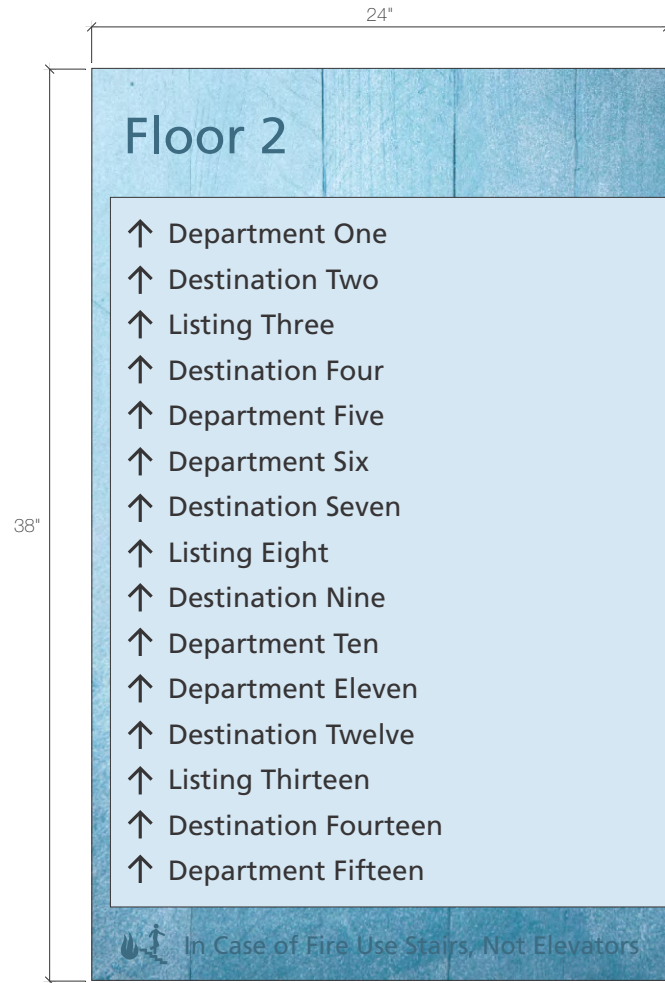 24"
Floor 2
Department One
Destination Two
Listing Three
Destination Four
Department Five
Department Six
Destination Seven
38"
Listing Eight
Destination Nine
Department Ten
Department Eleven
Destination Twelve
Listing Thirteen
Destination Fourteen
Department Fifteen
In Case of Fire Use Stairs, Not Elevators